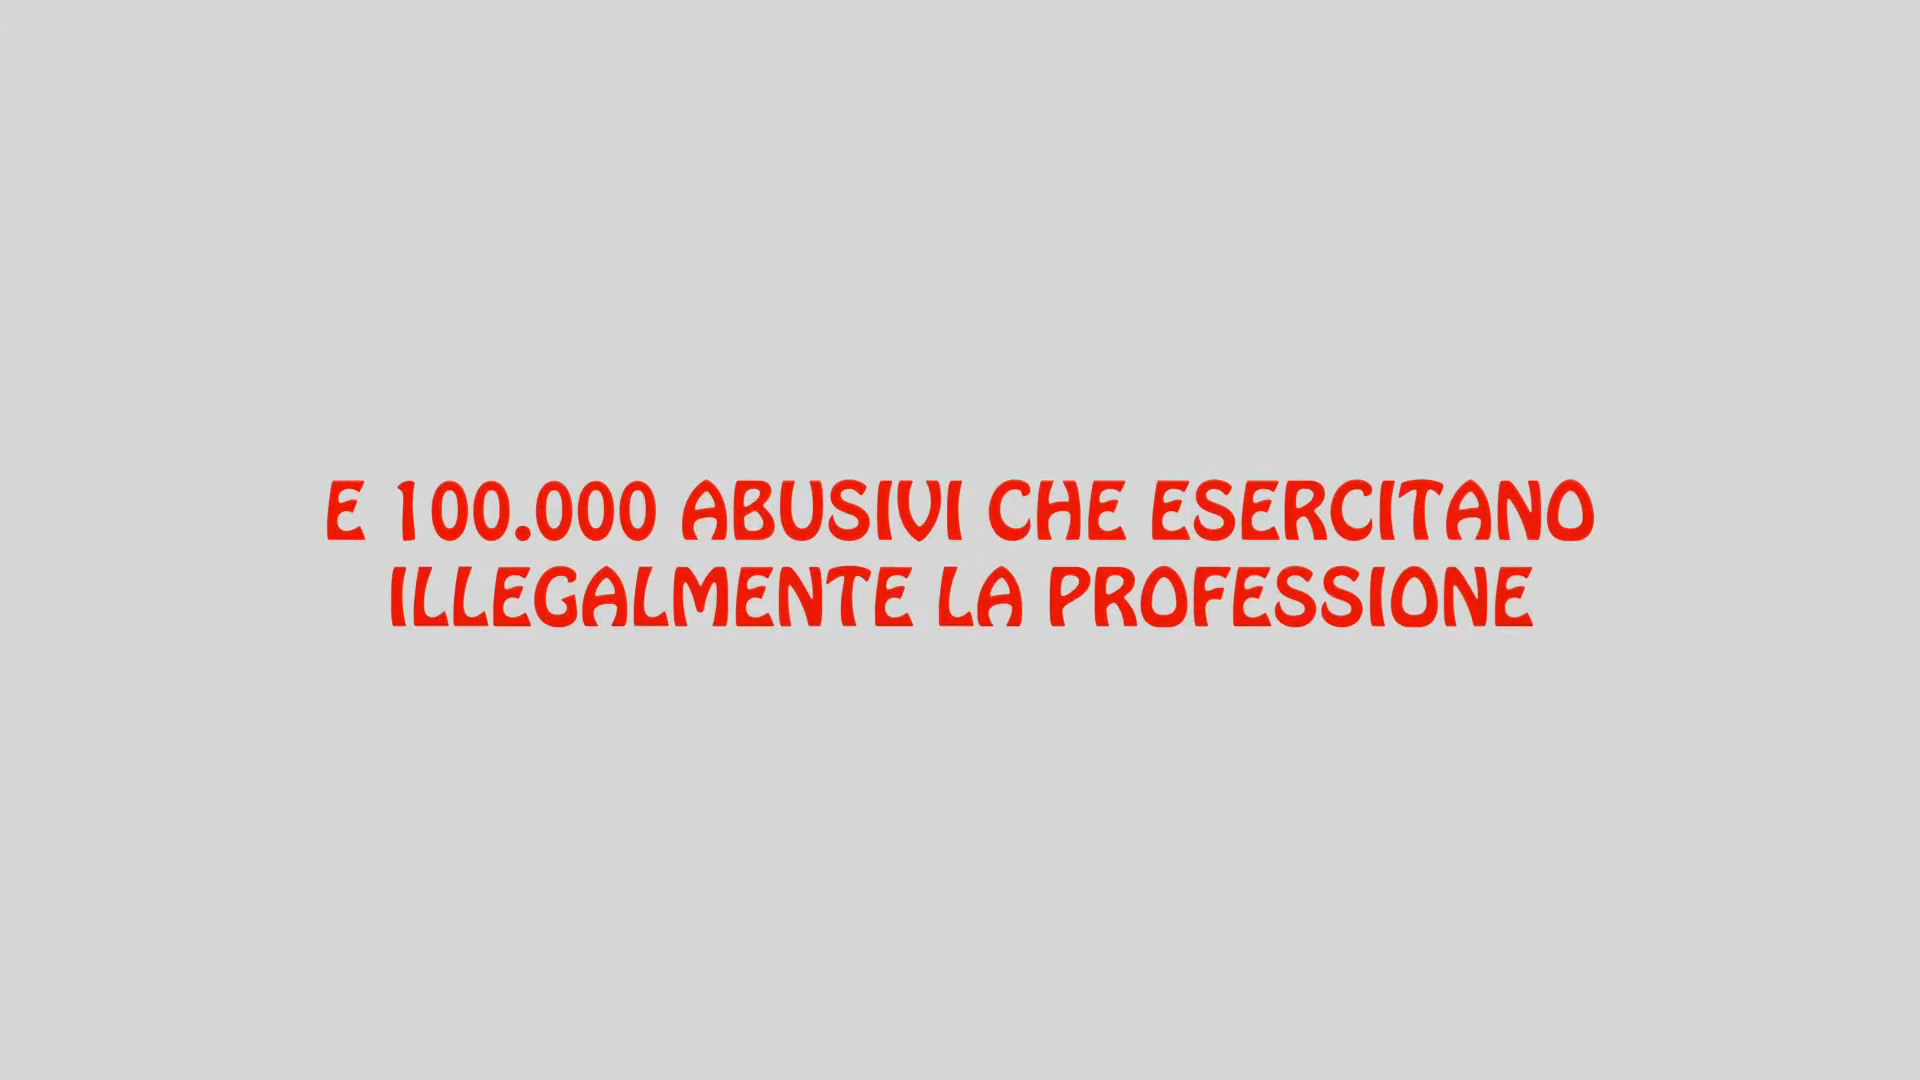 E 100.000 ABUSIVI CHE ESERCITANO
ILLEGALMENTE LA PROFESSIONE